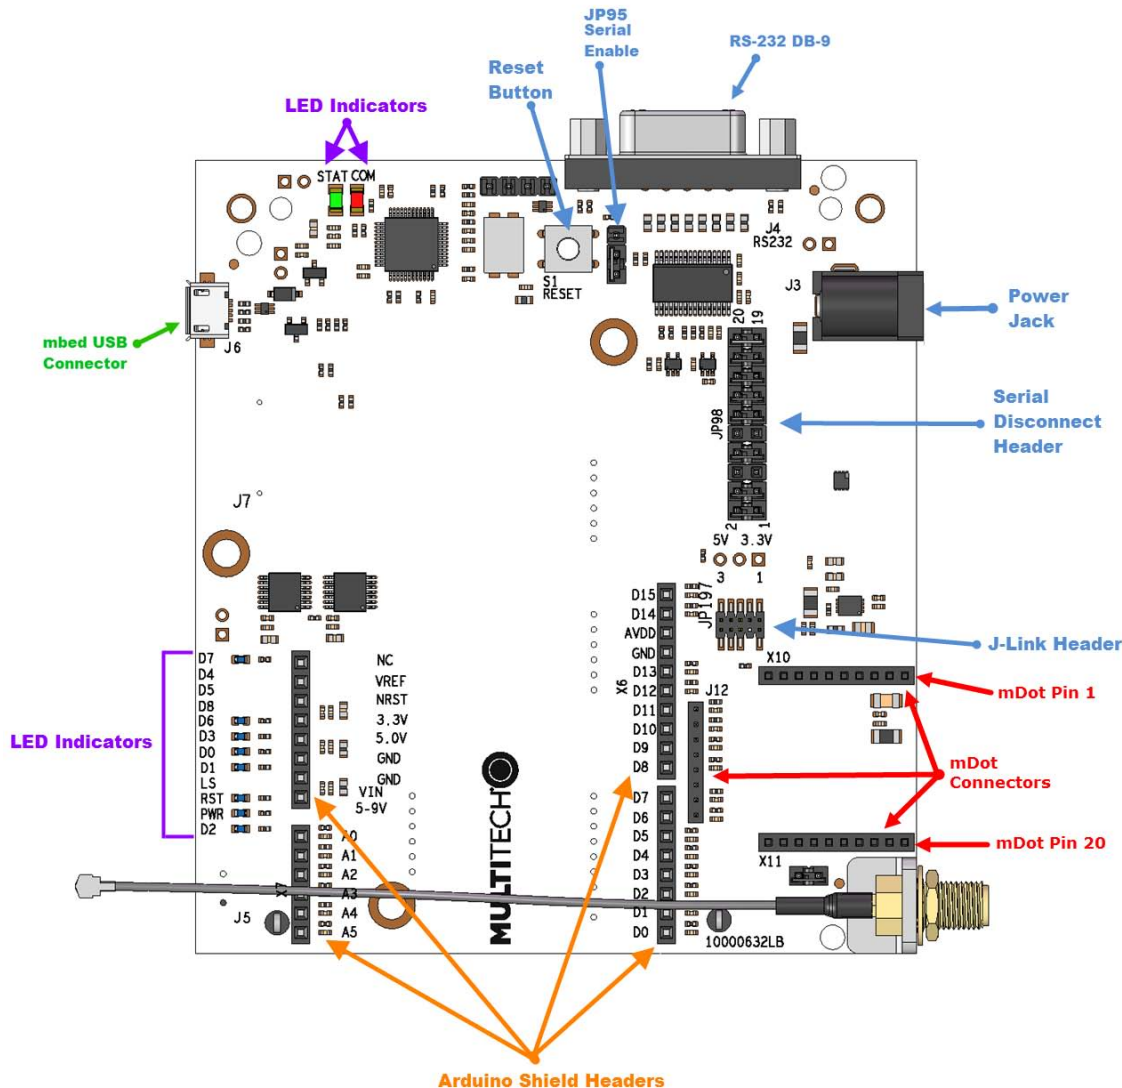 JP95
Serial
Enable
RS-232 DB-9
Reset
Button
LED Indicators
STAT COM
J4
RS232
S1
RESET
J3
Power
Jack
mbed USB
Connector
J6
20 19
JP98
Serial
Disconnect
Header
J7
2 1
5V 3.3V
3 1
JP197
J-Link Header
D15
D14
AVDD
GND
D13
D12
D11
D10
D9
D8
X6
J12
X10
mDot Pin 1
mDot
Connectors
LED Indicators
D7
D4
D5
D8
D6
D3
D0
D1
LS
RST
PWR
D2
NC
VREF
NRST
3.3V
5.0V
GND
GND
VIN
5-9V
MULTITECH
D7
D6
D5
D4
D3
D2
D1
D0
A0
A1
A2
A3
A4
A5
X7
J5
X11
mDot Pin 20
10000632LB
Arduino Shield Headers